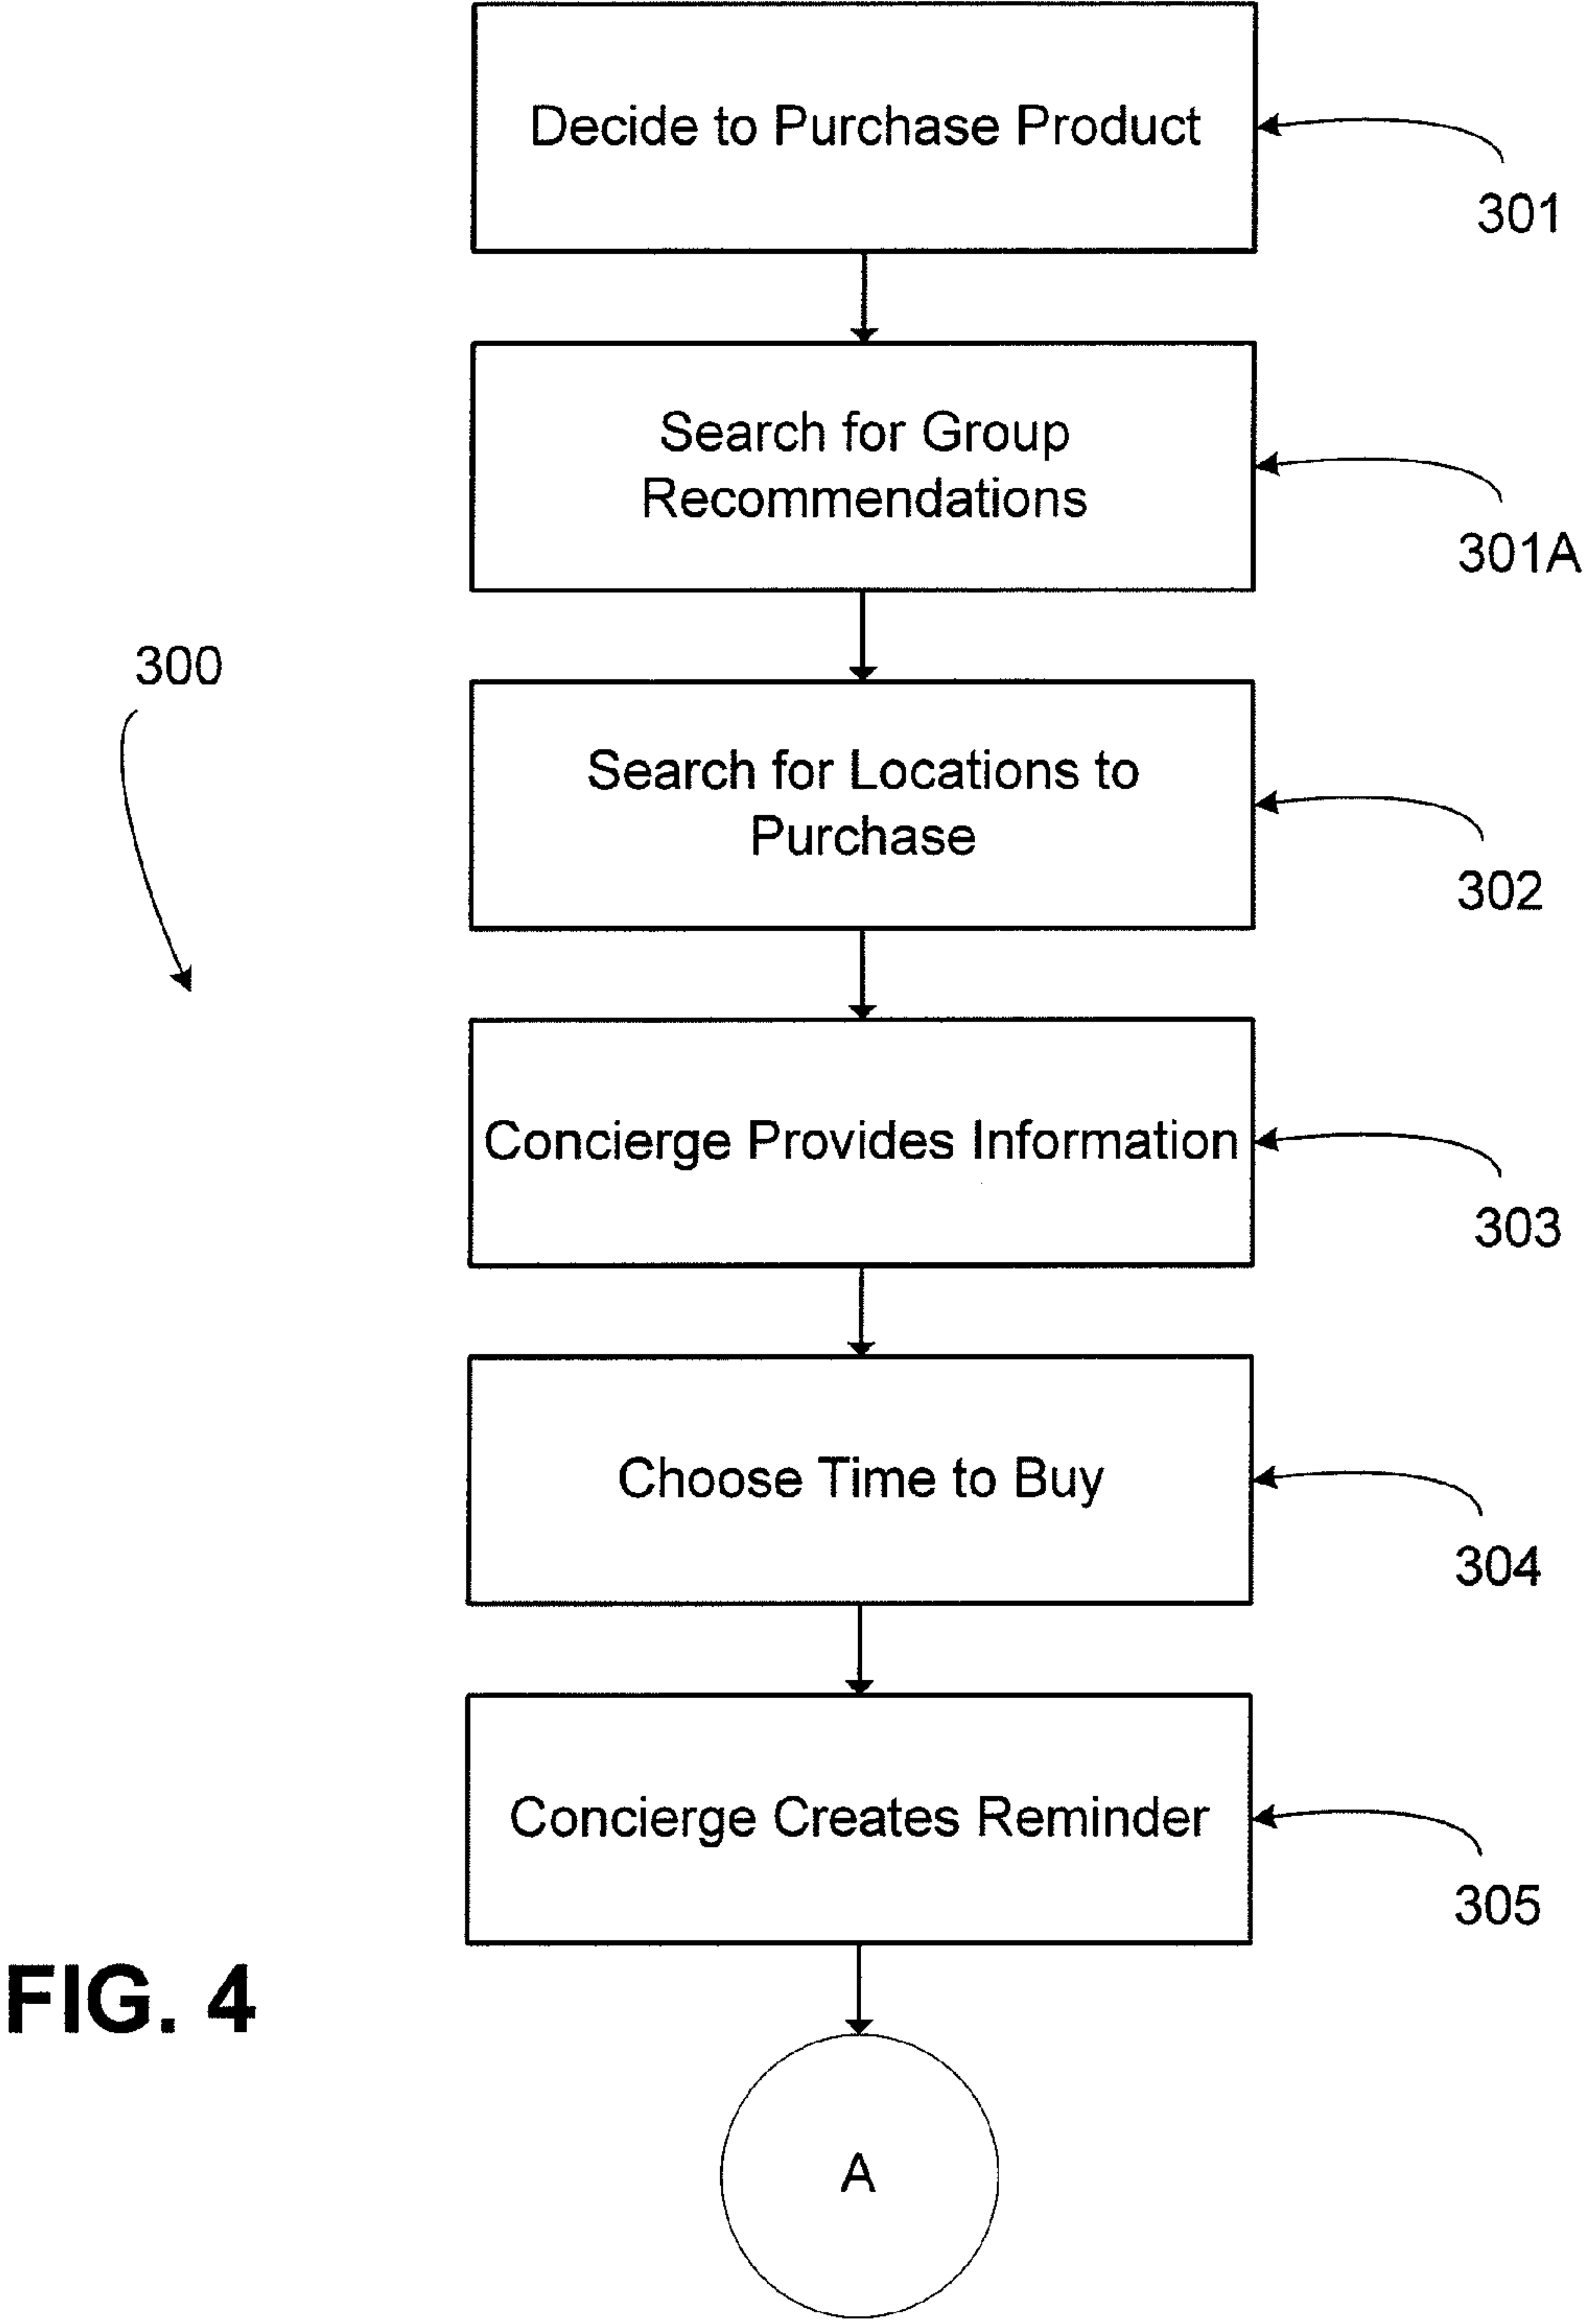 Decide to Purchase Product
301
Search for Group
Recommendations
301A
300
Search for Locations to
Purchase
302
Concierge Provides Information
303
Choose Time to Buy
304
Concierge Creates Reminder
305
FIG. 4
A